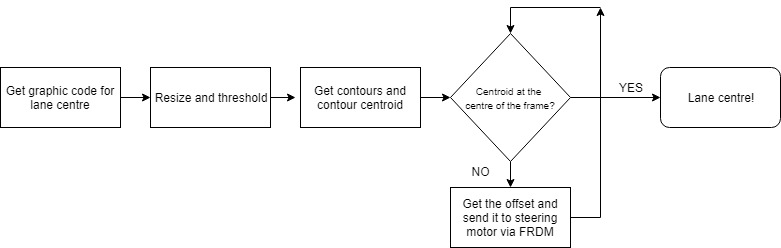 Get graphic code for
lane centre
Resize and threshold
Get contours and
contour centroid
Centroid at the
centre of the frame?
YES
Lane centre!
NO
Get the offset and
send it to steering
motor via FRDM